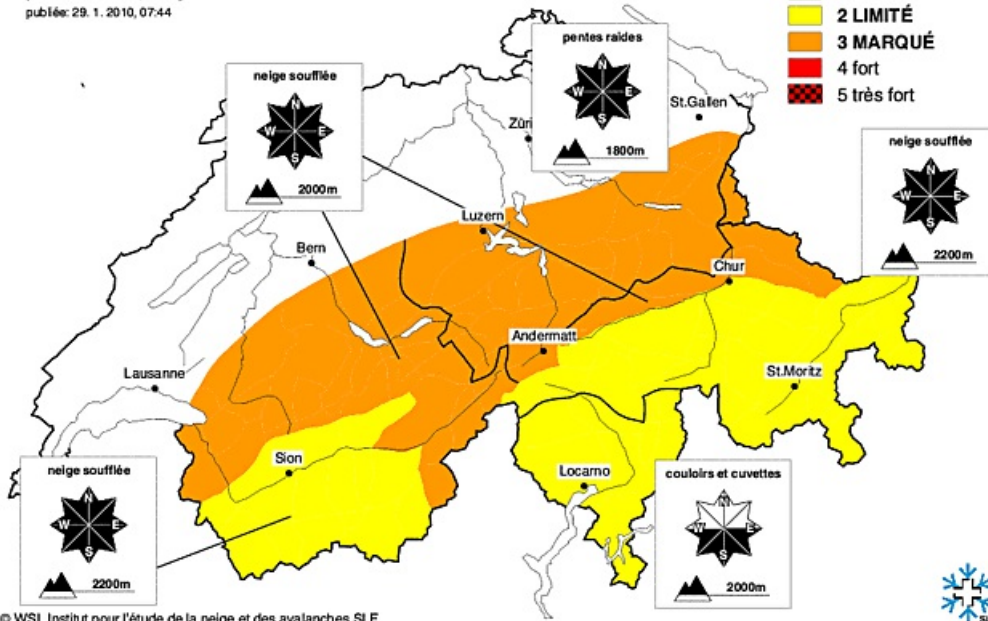 publiée: 29. 1. 2010, 07:44
2 LIMITÉ
3 MARQUÉ
4 fort
5 très fort
pentes raides
N
W E
S
1800m
neige soufflée
N
W E
S
2000m
St.Gallen
neige soufflée
N
W E
S
2200m
Luzern
Bern
Chur
Andermatt
St.Moritz
Lausanne
Sion
Locarno
neige soufflée
N
W E
S
2200m
couloirs et cuvettes
N
W E
S
2000m
© WSL Institut pour l'étude de la neige et des avalanches SLF